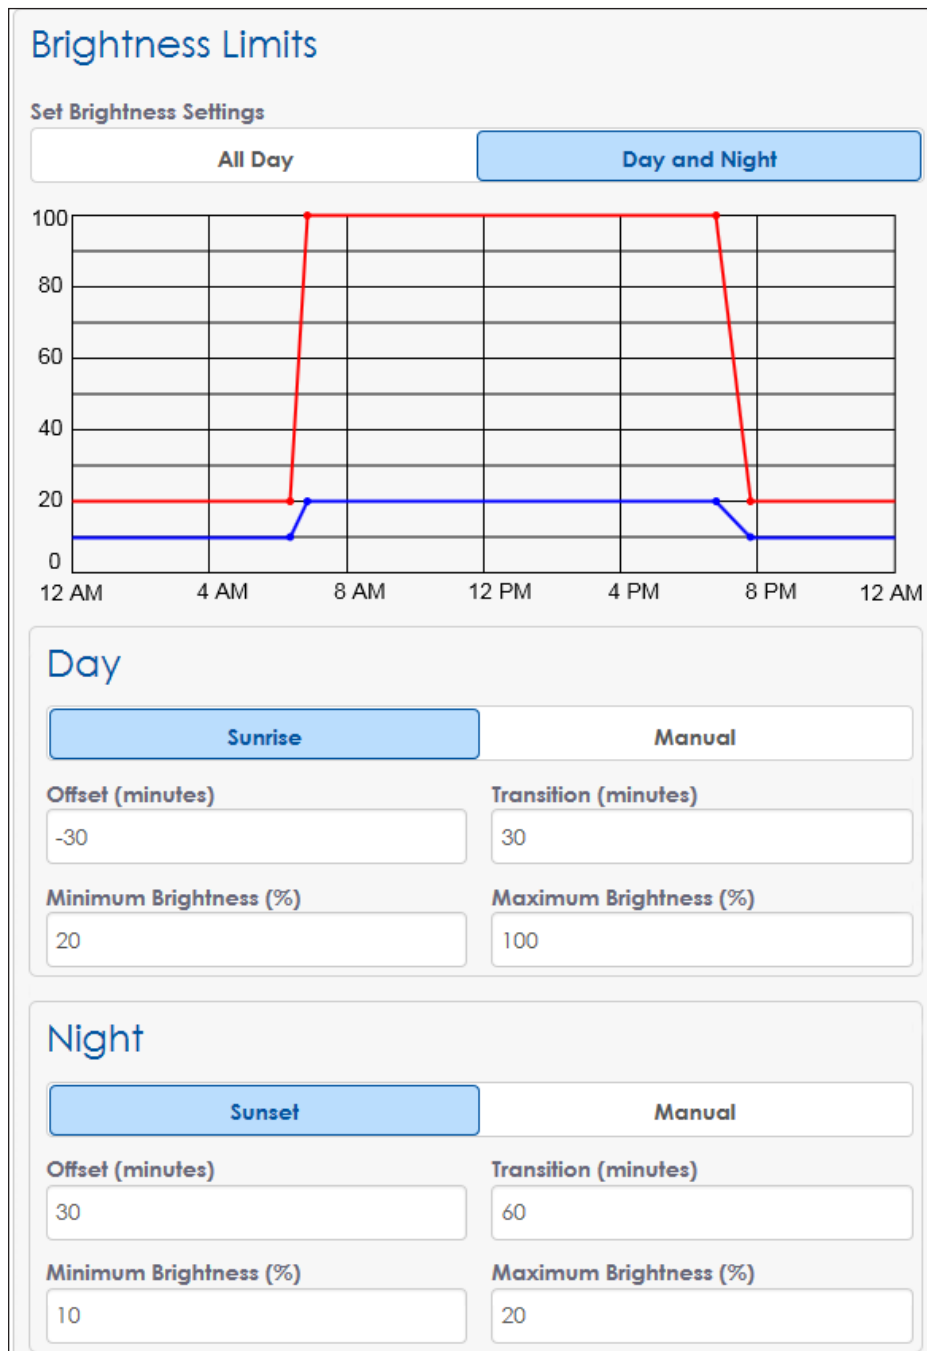 Brightness Limits
Set Brightness Settings
All Day Day and Night
100
80
60
40
20
0
12 AM 4 AM 8 AM 12 PM 4 PM 8 PM 12 AM
Day
Sunrise Manual
Offset (minutes) Transition (minutes)
-30 30
Minimum Brightness (%) Maximum Brightness (%)
20 100
Night
Sunset Manual
Offset (minutes) Transition (minutes)
30 60
Minimum Brightness (%) Maximum Brightness (%)
10 20